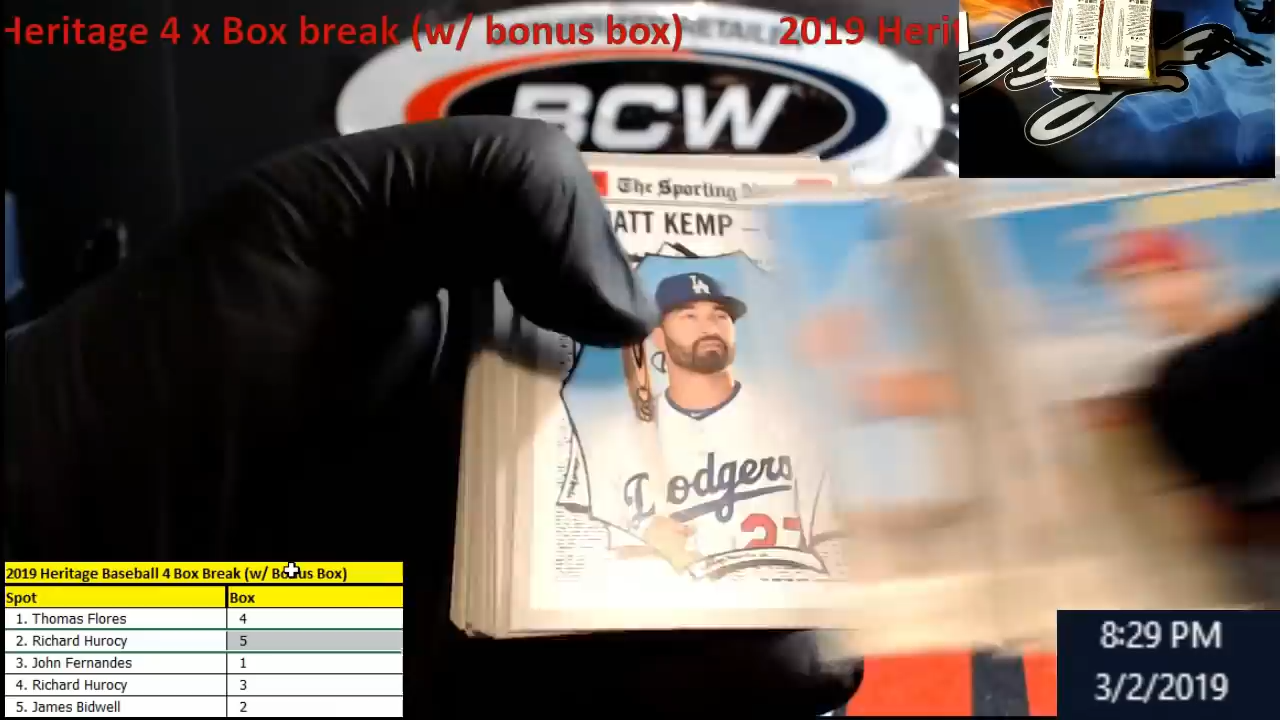 Heritage 4 x Box break (w/ bonus box) 2019 Herit
BCW
The Sporting
ATT KEMP
LA
Dodgers
27
2019 Heritage Baseball 4 Box Break (w/ Bonus Box)
Spot Box
1. Thomas Flores 4
2. Richard Hurocy 5
3. John Fernandes 1
4. Richard Hurocy 3
5. James Bidwell 2
8:29 PM
3/2/2019